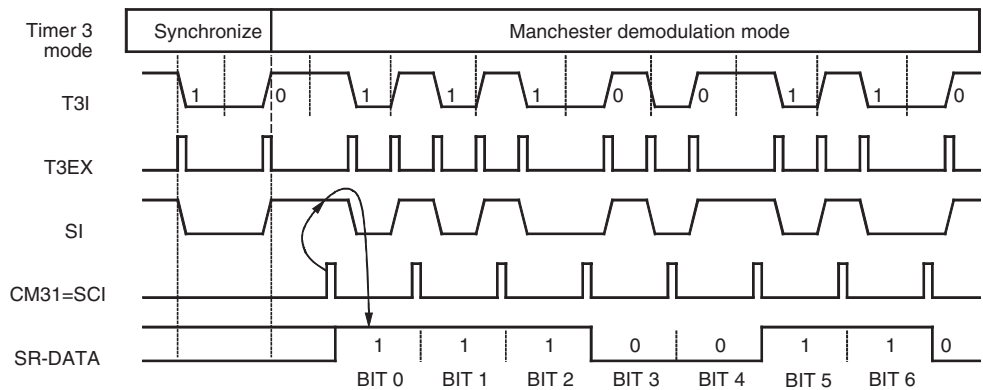 Timer 3
mode
Synchronize
Manchester demodulation mode
T3I
1 0 1 1 1 0 0 1 1 0
T3EX
SI
CM31=SCI
SR-DATA
1 1 1 0 0 1 1 0
BIT 0 BIT 1 BIT 2 BIT 3 BIT 4 BIT 5 BIT 6